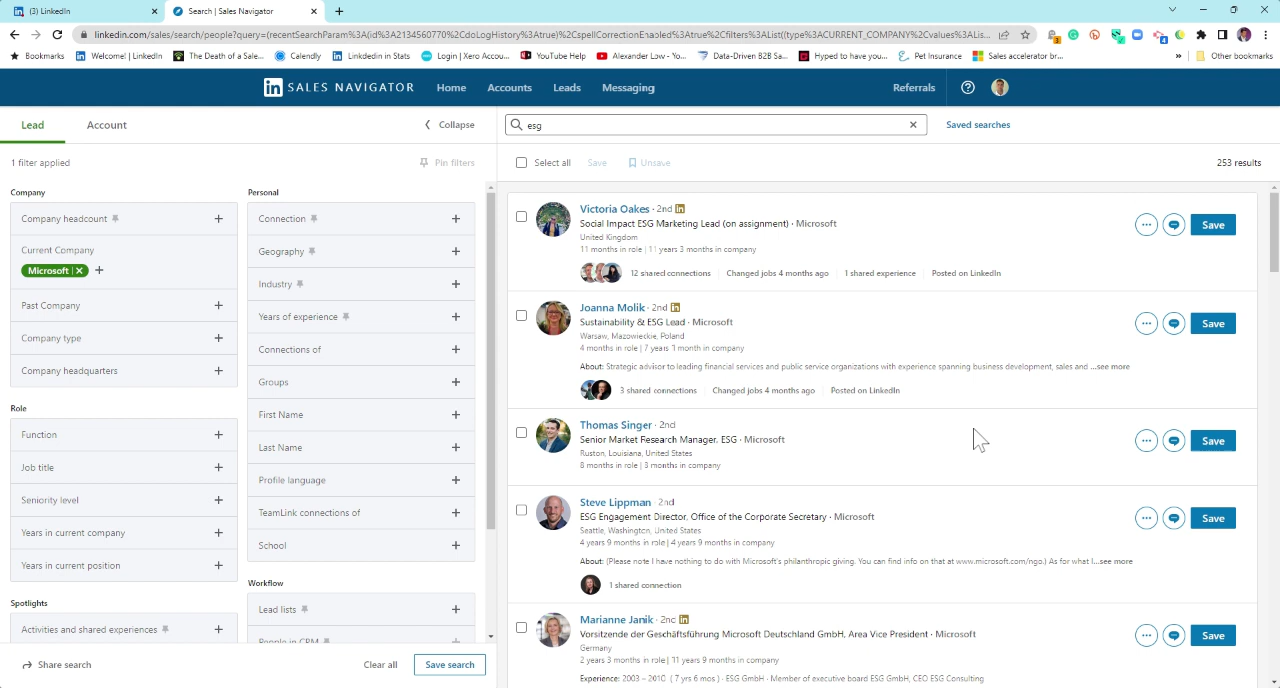 (3) LinkedIn
Search | Sales Navigator
linkedin.com/sales/search/people?query=(recentSearchParam%3A(id%3A2134560770%2CdoLogHistory%3Atrue)%2CspellCorrectionEnabled%3Atrue%2Cfilters%3AList((type%3ACURRENT_COMPANY%2Cvalues%3ALis...
Bookmarks
Welcome! | LinkedIn
The Death of a Sale...
Calendly
Linkdedin in Stats
Login | Xero Accou...
YouTube Help
Alexander Low - Yo...
Data-Driven B2B Sa...
Hyped to have you...
Pet Insurance
Sales accelerator br...
»
Other bookmarks
in SALES NAVIGATOR
Home
Accounts
Leads
Messaging
Referrals
Lead
Account
Collapse
esg
Saved searches
1 filter applied
Pin filters
Select all
Save
Unsave
253 results
Company
Company headcount
Current Company
Microsoft
Past Company
Company type
Company headquarters
Role
Function
Job title
Seniority level
Years in current company
Years in current position
Spotlights
Activities and shared experiences
Personal
Connection
Geography
Industry
Years of experience
Connections of
Groups
First Name
Last Name
Profile language
TeamLink connections of
School
Workflow
Lead lists
People in CRM
Share search
Clear all
Save search
Victoria Oakes · 2nd
Social Impact ESG Marketing Lead (on assignment) · Microsoft
United Kingdom
11 months in role | 11 years 3 months in company
12 shared connections
Changed jobs 4 months ago
1 shared experience
Posted on LinkedIn
Save
Joanna Molik · 2nd
Sustainability & ESG Lead · Microsoft
Warsaw, Mazowieckie, Poland
4 months in role | 7 years 1 month in company
About: Strategic advisor to leading financial services and public service organizations with experience spanning business development, sales and ...see more
3 shared connections
Changed jobs 4 months ago
Posted on LinkedIn
Save
Thomas Singer · 2nd
Senior Market Research Manager, ESG · Microsoft
Ruston, Louisiana, United States
8 months in role | 3 months in company
Save
Steve Lippman · 2nd
ESG Engagement Director, Office of the Corporate Secretary · Microsoft
Seattle, Washington, United States
4 years 9 months in role | 4 years 9 months in company
About: (Please note I have nothing to do with Microsoft's philanthropic giving. You can find info on that at www.microsoft.com/ngo.) As for what I...see more
1 shared connection
Save
Marianne Janik · 2nd
Vorsitzende der Geschäftsführung Microsoft Deutschland GmbH, Area Vice President · Microsoft
Germany
2 years 3 months in role | 11 years 9 months in company
Experience: 2003 – 2010 ( 7 yrs 6 mos ) · ESG GmbH · Member of executive board ESG GmbH, CEO ESG Consulting
Save